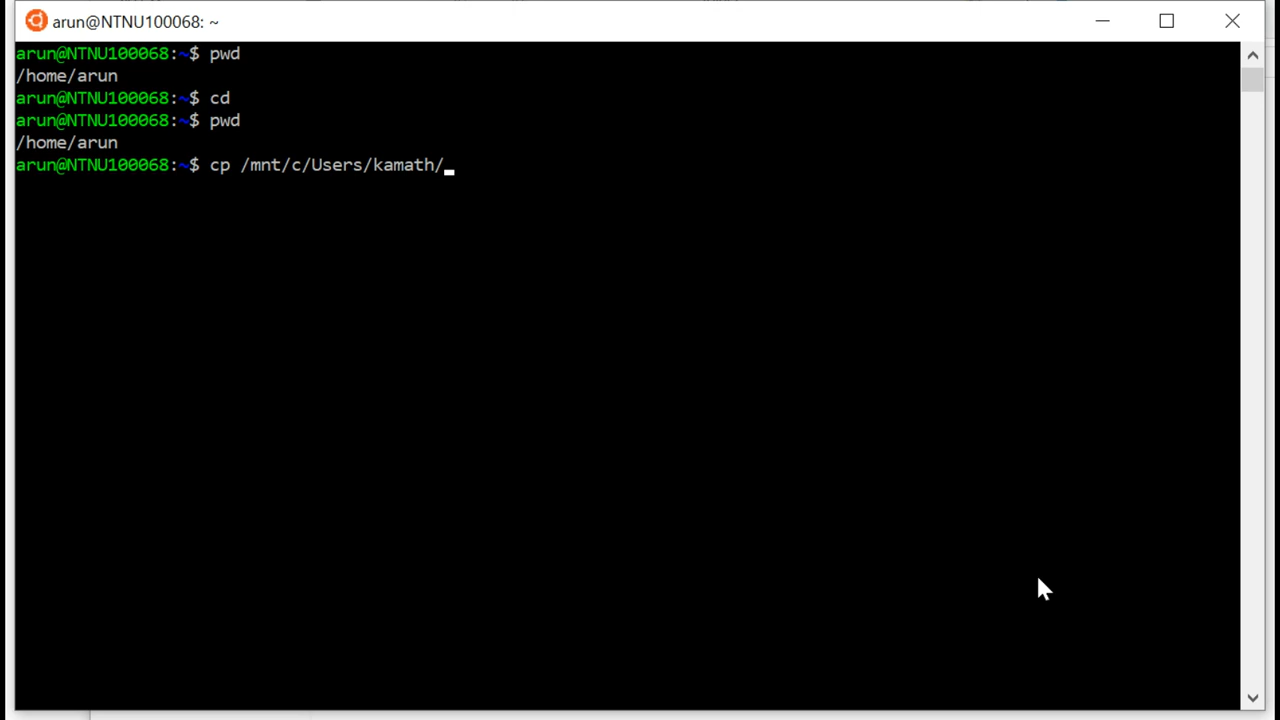 arun@NTNU100068: ~
arun@NTNU100068:~$ pwd
/home/arun
arun@NTNU100068:~$ cd
arun@NTNU100068:~$ pwd
/home/arun
arun@NTNU100068:~$ cp /mnt/c/Users/kamath/